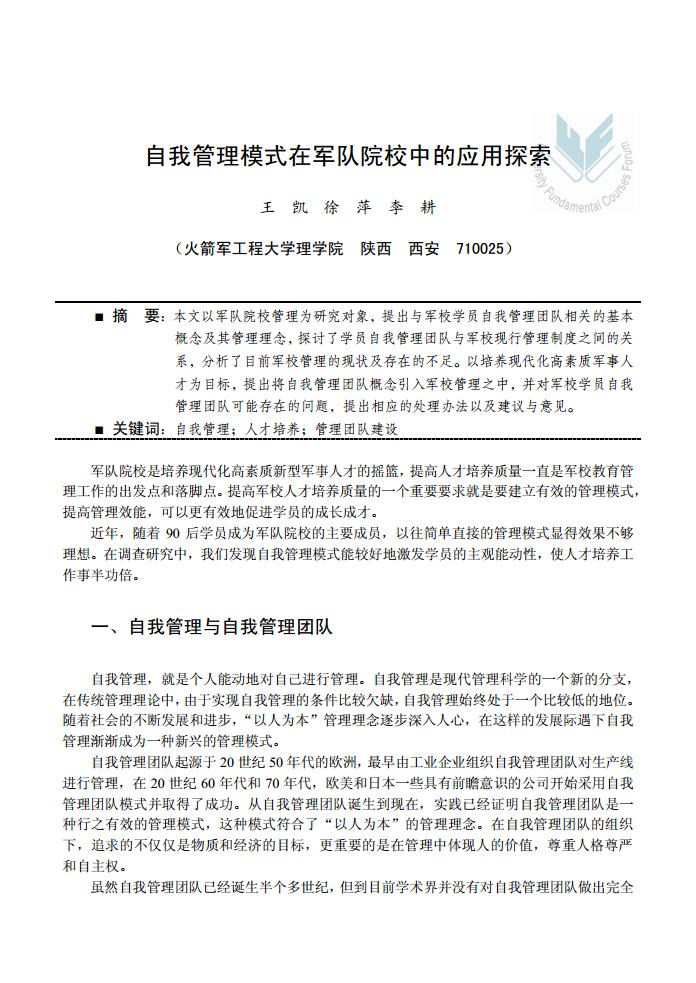 自我管理模式在军队院校中的应用探索
王 凯 徐 萍 李 耕
（火箭军工程大学理学院 陕西 西安 710025）
■ 摘 要：本文以军队院校管理为研究对象，提出与军校学员自我管理团队相关的基本
概念及其管理理念，探讨了学员自我管理团队与军校现行管理制度之间的关
系，分析了目前军校管理的现状及存在的不足。以培养现代化高素质军事人
才为目标，提出将自我管理团队概念引入军校管理之中，并对军校学员自我
管理团队可能存在的问题，提出相应的处理办法以及建议与意见。
■ 关键词：自我管理；人才培养；管理团队建设
军队院校是培养现代化高素质新型军事人才的摇篮，提高人才培养质量一直是军校教育管
理工作的出发点和落脚点。提高军校人才培养质量的一个重要要求就是要建立有效的管理模式，
提高管理效能，可以更有效地促进学员的成长成才。
近年，随着 90 后学员成为军队院校的主要成员，以往简单直接的管理模式显得效果不够
理想。在调查研究中，我们发现自我管理模式能较好地激发学员的主观能动性，使人才培养工
作事半功倍。
一、自我管理与自我管理团队
自我管理，就是个人能动地对自己进行管理。自我管理是现代管理科学的一个新的分支，
在传统管理理论中，由于实现自我管理的条件比较欠缺，自我管理始终处于一个比较低的地位。
随着社会的不断发展和进步，“以人为本”管理理念逐步深入人心，在这样的发展际遇下自我
管理渐渐成为一种新兴的管理模式。
自我管理团队起源于 20 世纪 50 年代的欧洲，最早由工业企业组织自我管理团队对生产线
进行管理，在 20 世纪 60 年代和 70 年代，欧美和日本一些具有前瞻意识的公司开始采用自我
管理团队模式并取得了成功。从自我管理团队诞生到现在，实践已经证明自我管理团队是一
种行之有效的管理模式，这种模式符合了“以人为本”的管理理念。在自我管理团队的组织
下，追求的不仅仅是物质和经济的目标，更重要的是在管理中体现人的价值，尊重人格尊严
和自主权。
虽然自我管理团队已经诞生半个多世纪，但到目前学术界并没有对自我管理团队做出完全
ersity Fundamental Courses Forum